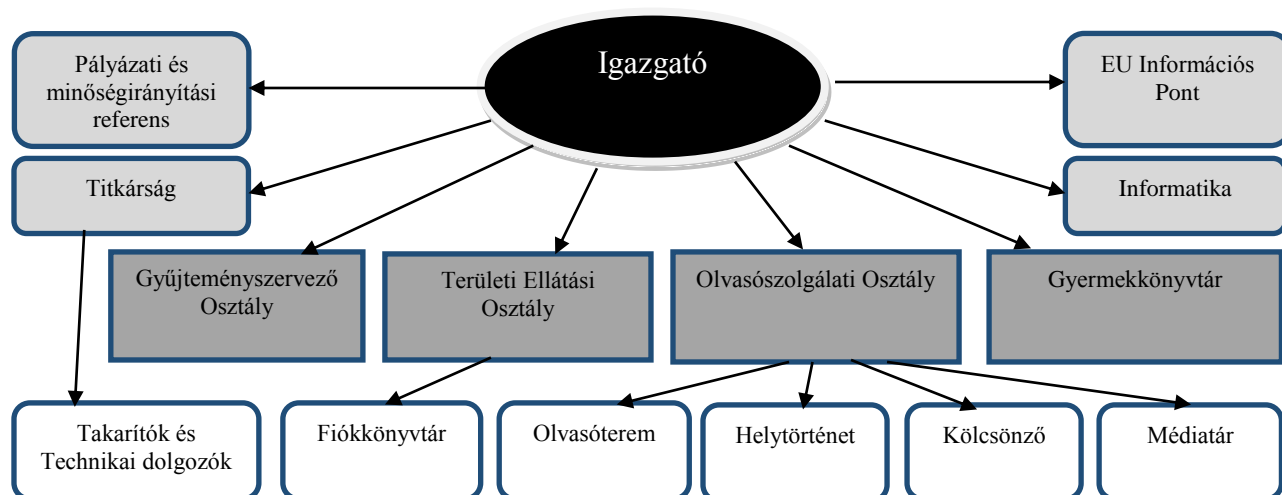 Igazgató
Pályázati és
minőségirányítási
referens
EU Információs
Pont
Titkárság
Informatika
Gyűjteményszervező
Osztály
Területi Ellátási
Osztály
Olvasószolgálati Osztály
Gyermekkönyvtár
Takarítók és
Technikai dolgozók
Fiókkönyvtár
Olvasóterem
Helytörténet
Kölcsönző
Médiatár